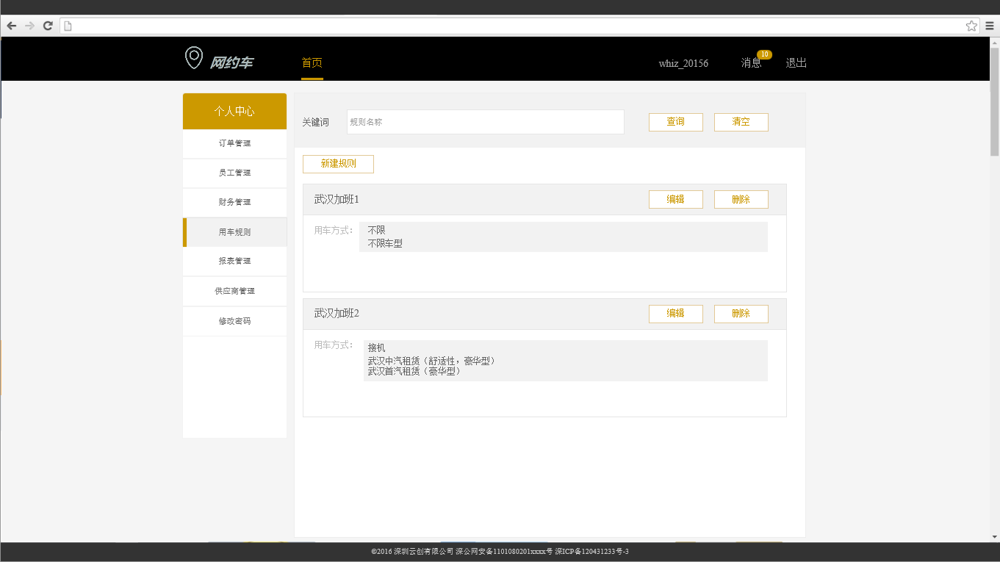 网约车
首页
whiz_20156
消息
10
退出
个人中心
订单管理
员工管理
财务管理
用车规则
报表管理
供应商管理
修改密码
关键词
规则名称
查询
清空
新建规则
武汉加班1
编辑
删除
用车方式：
不限
不限车型
武汉加班2
编辑
删除
用车方式：
接机
武汉中汽租赁（舒适性，豪华型）
武汉首汽租赁（豪华型）
©2016 深圳云创有限公司 深公网安备1101080201xxxx号 深ICP备120431233号-3